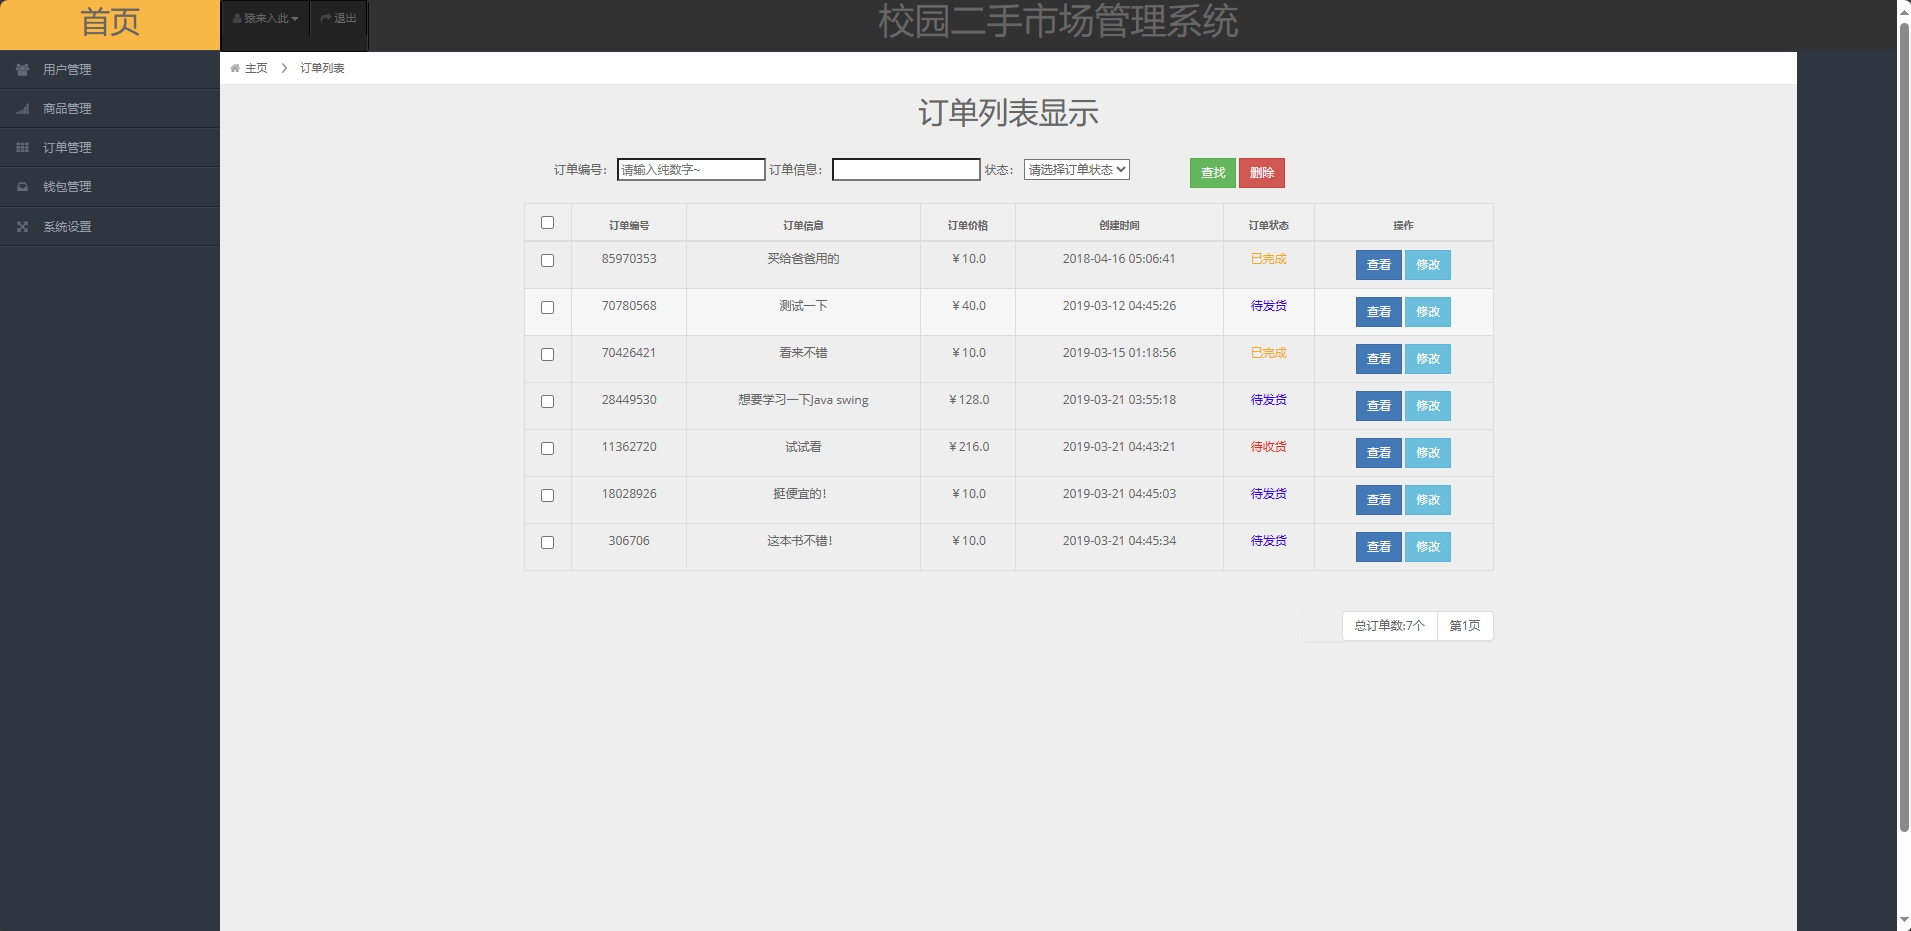 首页
猿来入此 退出
校园二手市场管理系统
用户管理
商品管理
订单管理
钱包管理
系统设置
主页 > 订单列表
订单列表显示
订单编号: 请输入纯数字~ 订单信息: 状态: 请选择订单状态 查找 删除
订单编号 订单信息 订单价格 创建时间 订单状态 操作
85970353 买给爸爸用的 ￥10.0 2018-04-16 05:06:41 已完成 查看 修改
70780568 测试一下 ￥40.0 2019-03-12 04:45:26 待发货 查看 修改
70426421 看来不错 ￥10.0 2019-03-15 01:18:56 已完成 查看 修改
28449530 想要学习一下Java swing ￥128.0 2019-03-21 03:55:18 待发货 查看 修改
11362720 试试看 ￥216.0 2019-03-21 04:43:21 待收货 查看 修改
18028926 挺便宜的！ ￥10.0 2019-03-21 04:45:03 待发货 查看 修改
306706 这本书不错！ ￥10.0 2019-03-21 04:45:34 待发货 查看 修改
总订单数:7个 第1页